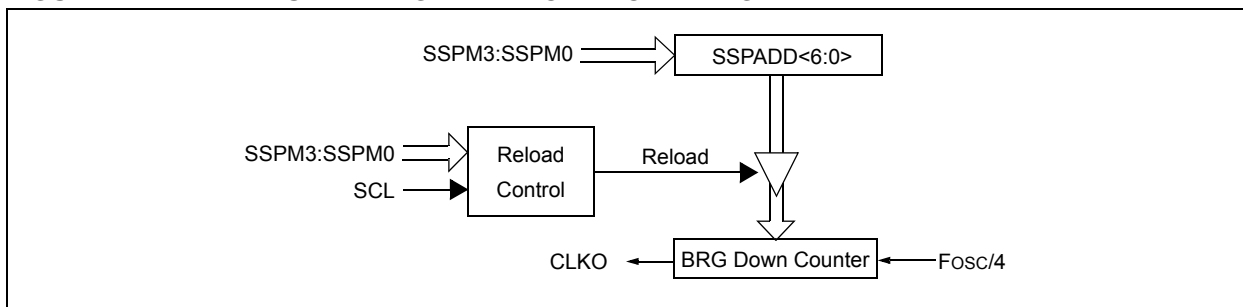 SSPM3:SSPM0
SSPADD<6:0>
SSPM3:SSPM0
SCL
Reload
Control
Reload
CLKO
BRG Down Counter
FOSC/4